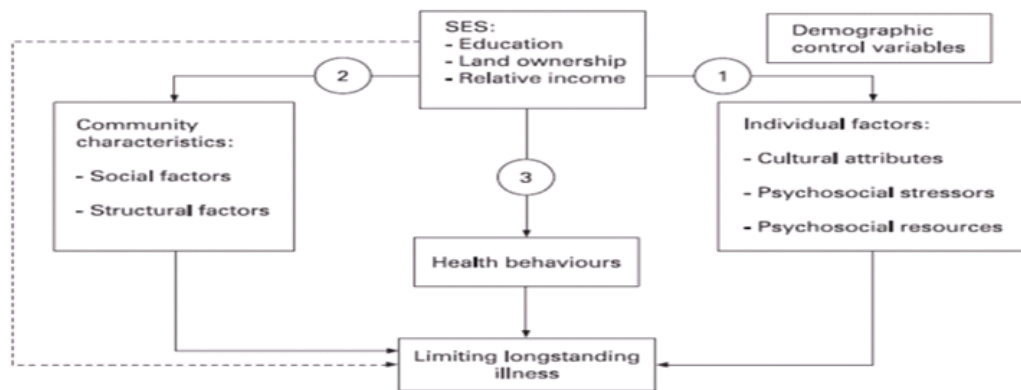 SES:
- Education
- Land ownership
- Relative income
Demographic
control variables
2
1
Community
characteristics:
- Social factors
- Structural factors
Individual factors:
- Cultural attributes
- Psychosocial stressors
- Psychosocial resources
3
Health behaviours
Limiting longstanding
illness